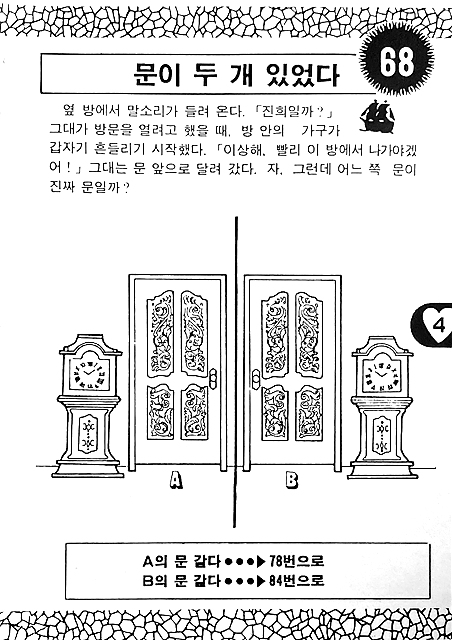 68
문이 두 개 있었다
옆 방에서 말소리가 들려 온다. 「진희일까?」
그대가 방문을 열려고 했을 때, 방 안의 가구가
갑자기 흔들리기 시작했다. 「이상해, 빨리 이 방에서 나가야겠
어!」 그대는 문 앞으로 달려 갔다. 자, 그런데 어느 쪽 문이
진짜 문일까?
4
A B
A의 문 같다 ●●●▶ 78번으로
B의 문 같다 ●●●▶ 84번으로